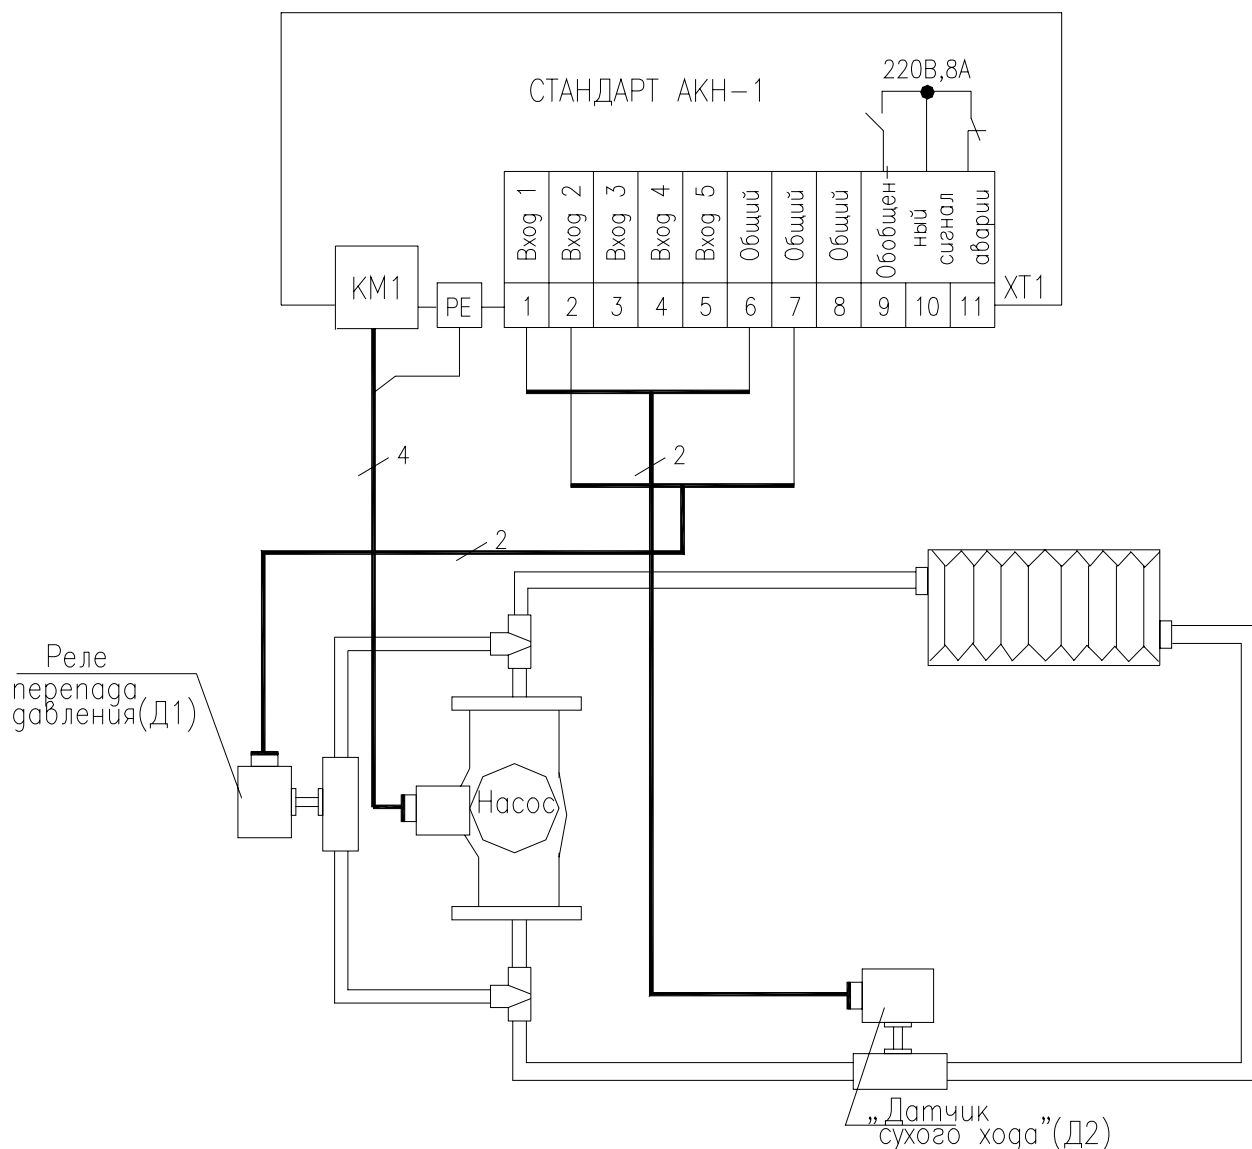 220В,8А
СТАНДАРТ АКН-1
Вход 1
Вход 2
Вход 3
Вход 4
Вход 5
Общий
Общий
Общий
Обобщен
ный
сигнал
аварии
КМ1
РЕ
1
2
3
4
5
6
7
8
9
10
11
ХТ1
4
2
2
Реле
перепада
давления(Д1)
Насос
„Датчик
сухого хода”(Д2)